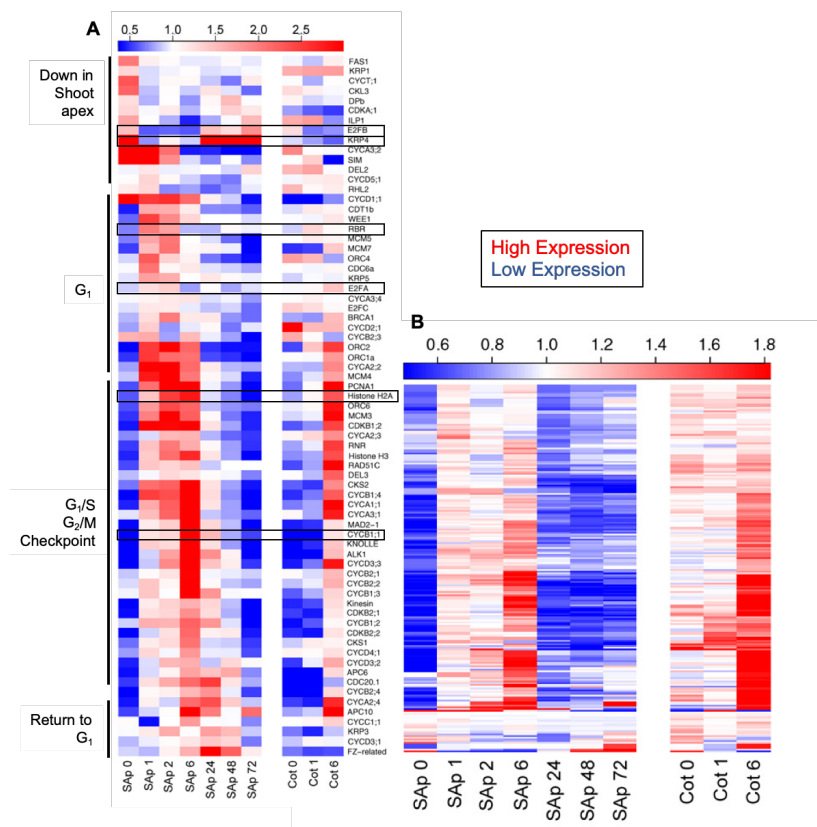 A
0.5 1.0 1.5 2.0 2.5
Down in
Shoot
apex
FAS1
KRP1
CYCT;1
CKL3
DPb
CDKA;1
ILP1
E2FB
KRP4
CYCA3;2
SIM
DEL2
CYCD5;1
RHL2
G1
CYCD1;1
CDT1b
WEE1
RBR
MCM5
MCM7
ORC4
CDC6a
KRP5
E2FA
CYCA3;4
E2FC
BRCA1
CYCD2;1
CYCB2;3
ORC2
ORC1a
CYCA2;2
MCM4
G1/S
G2/M
Checkpoint
PCNA1
Histone H2A
ORC6
MCM3
CDKB1;2
CYCA2;3
RNR
Histone H3
RAD51C
DEL3
CKS2
CYCB1;4
CYCA1;1
CYCA3;1
MAD2-1
CYCB1;1
KNOLLE
ALK1
CYCD3;3
CYCB2;1
CYCB2;2
CYCB1;3
Kinesin
CDKB2;1
CYCB1;2
CDKB2;2
CKS1
CYCD4;1
CYCD3;2
APC6
CDC20.1
CYCB2;4
Return to
G1
CYCA2;4
APC10
CYCC1;1
KRP3
CYCD3;1
FZ-related
SAp 0 SAp 1 SAp 2 SAp 6 SAp 24 SAp 48 SAp 72 Cot 0 Cot 1 Cot 6
High Expression
Low Expression
B
0.6 0.8 1.0 1.2 1.4 1.6 1.8
SAp 0 SAp 1 SAp 2 SAp 6 SAp 24 SAp 48 SAp 72 Cot 0 Cot 1 Cot 6